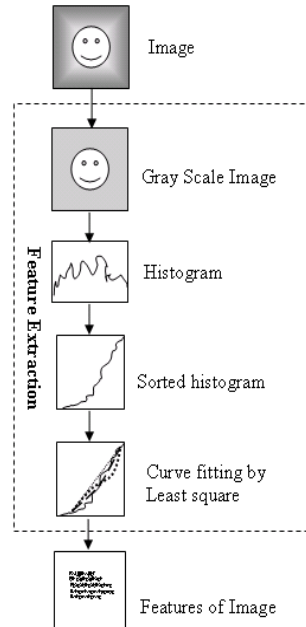 Image
Gray Scale Image
Feature Extraction
Histogram
Sorted histogram
Curve fitting by
Least square
Features of Image